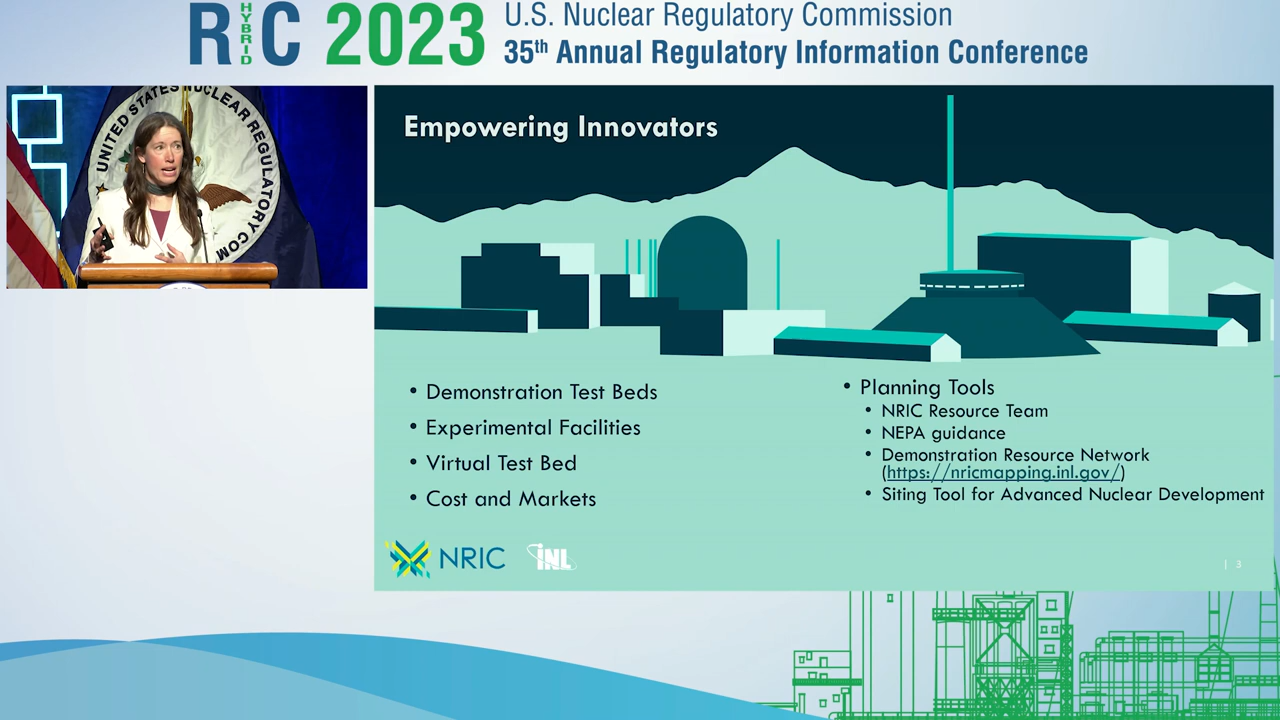 RIC 2023
HYBRID
U.S. Nuclear Regulatory Commission
35th Annual Regulatory Information Conference
UNITED STATES NUCLEAR REGULATORY COM
Empowering Innovators
• Demonstration Test Beds
• Experimental Facilities
• Virtual Test Bed
• Cost and Markets
• Planning Tools
• NRIC Resource Team
• NEPA guidance
• Demonstration Resource Network
(https://nricmapping.inl.gov/)
• Siting Tool for Advanced Nuclear Development
NRIC
INL
| 3